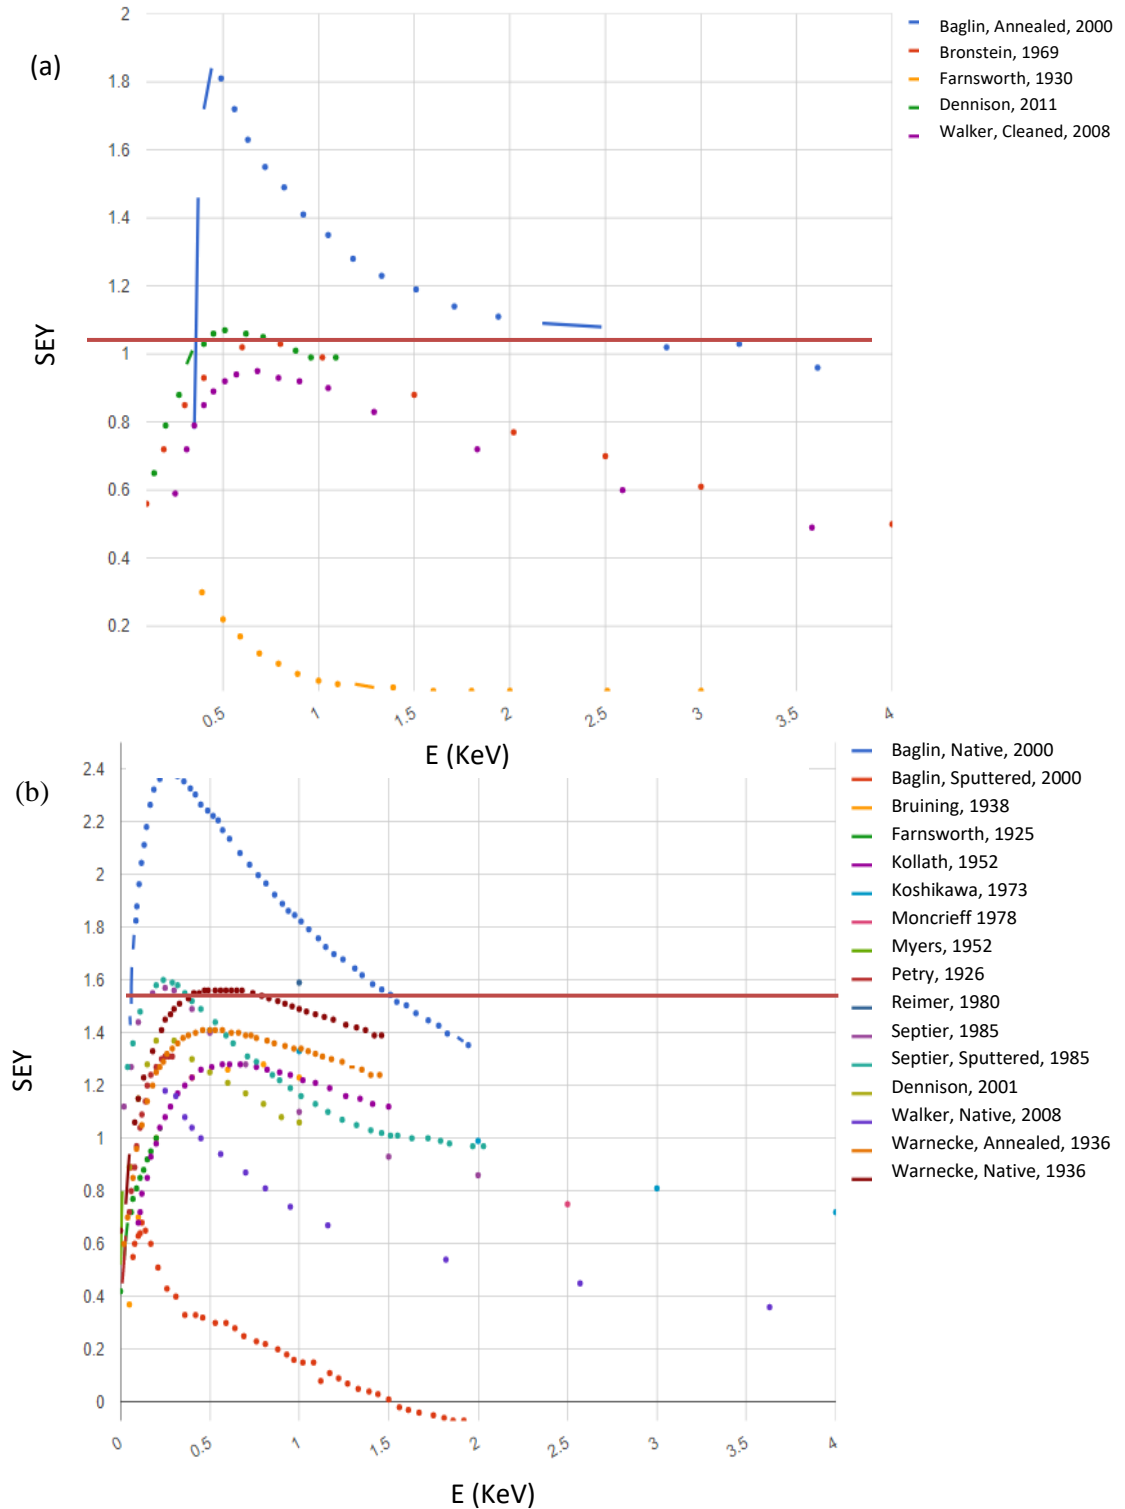 (a)
SEY
2
1.8
1.6
1.4
1.2
1
0.8
0.6
0.4
0.2
0.5
1
1.5
2
2.5
3
3.5
4
E (KeV)
Baglin, Annealed, 2000
Bronstein, 1969
Farnsworth, 1930
Dennison, 2011
Walker, Cleaned, 2008
(b)
SEY
2.4
2.2
2
1.8
1.6
1.4
1.2
1
0.8
0.6
0.4
0.2
0
0
0.5
1
1.5
2
2.5
3
3.5
4
E (KeV)
Baglin, Native, 2000
Baglin, Sputtered, 2000
Bruining, 1938
Farnsworth, 1925
Kollath, 1952
Koshikawa, 1973
Moncrieff 1978
Myers, 1952
Petry, 1926
Reimer, 1980
Septier, 1985
Septier, Sputtered, 1985
Dennison, 2001
Walker, Native, 2008
Warnecke, Annealed, 1936
Warnecke, Native, 1936